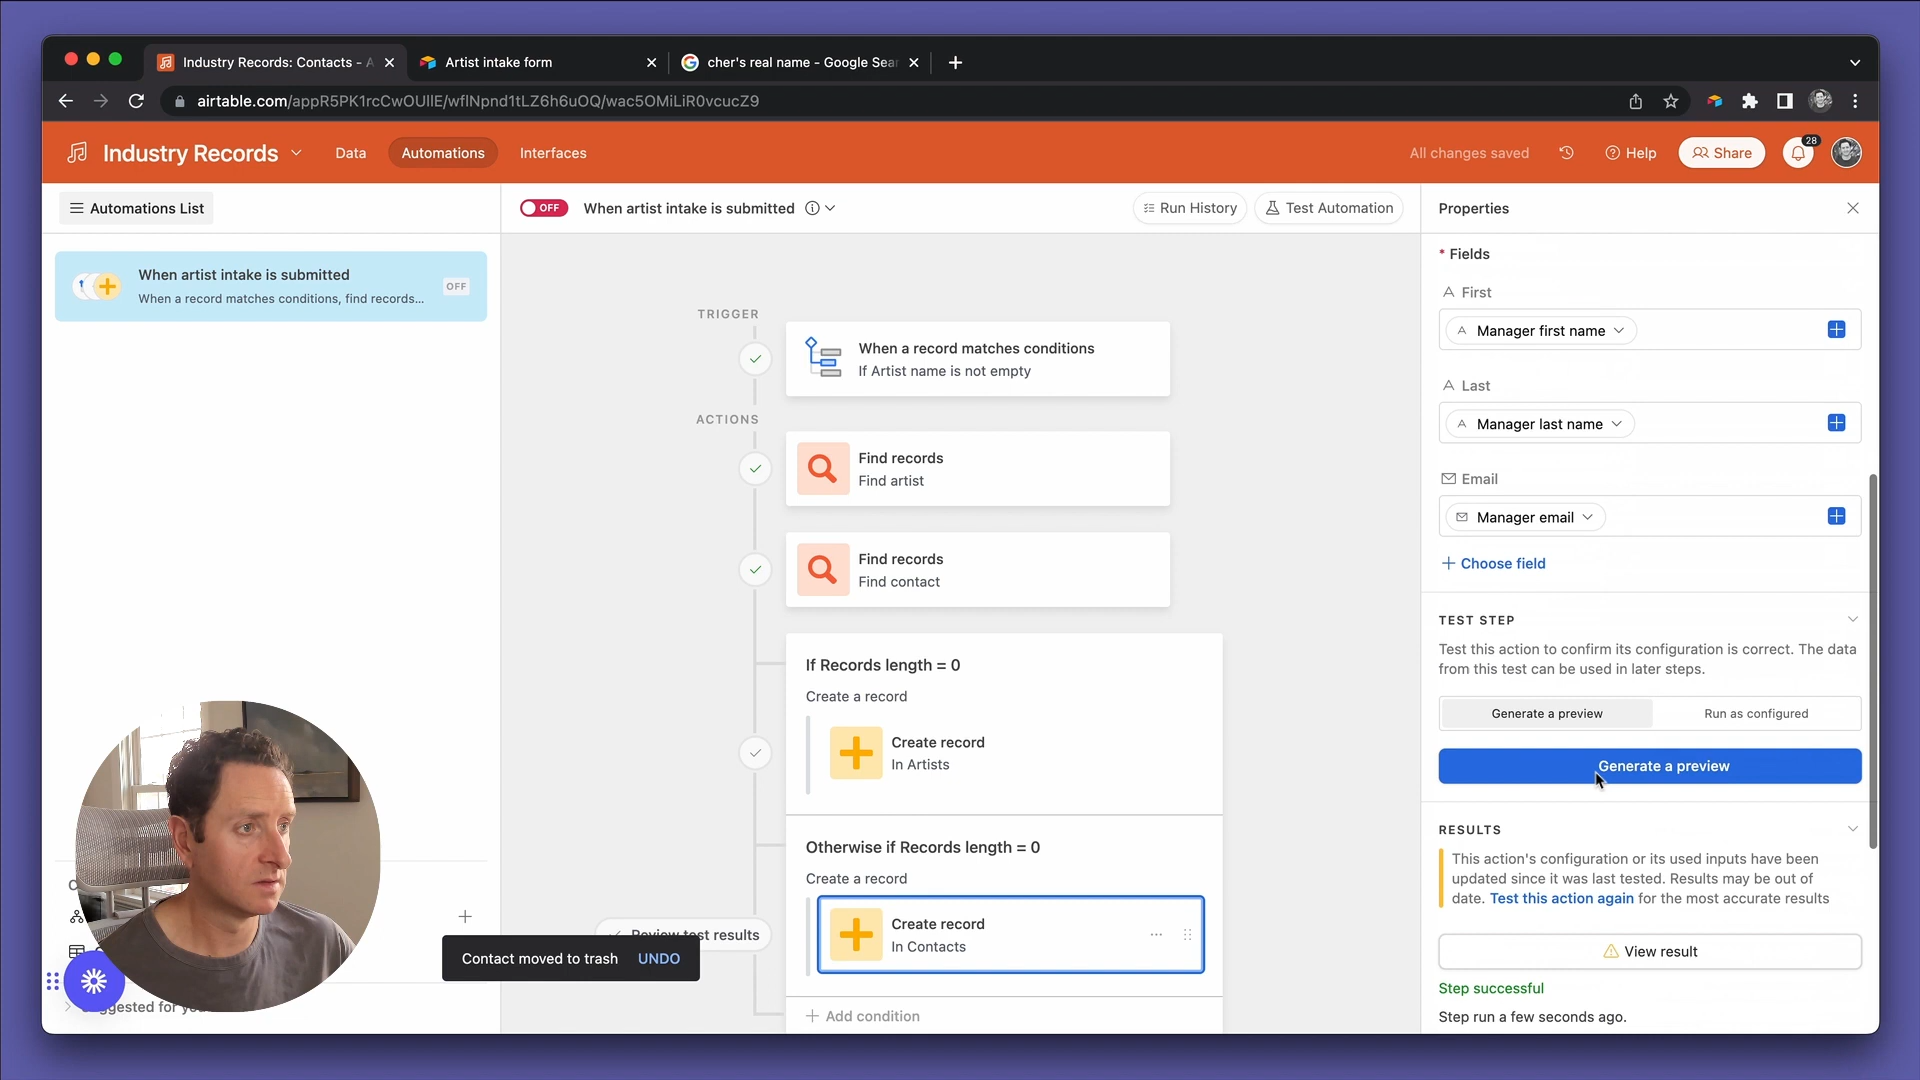 Industry Records: Contacts - A
Artist intake form
cher's real name - Google Sear
airtable.com/appR5PK1rcCwOUIlE/wflNpnd1tLZ6h6uOQ/wac5OMiLiR0vcucZ9
Industry Records
Data
Automations
Interfaces
All changes saved
Help
Share
28
Automations List
OFF
When artist intake is submitted
Run History
Test Automation
Properties
When artist intake is submitted
When a record matches conditions, find records...
OFF
TRIGGER
When a record matches conditions
If Artist name is not empty
ACTIONS
Find records
Find artist
Find records
Find contact
If Records length = 0
Create a record
Create record
In Artists
Otherwise if Records length = 0
Create a record
Create record
In Contacts
Add condition
Review test results
Contact moved to trash UNDO
* Fields
First
Manager first name
Last
Manager last name
Email
Manager email
Choose field
TEST STEP
Test this action to confirm its configuration is correct. The data
from this test can be used in later steps.
Generate a preview
Run as configured
Generate a preview
RESULTS
This action's configuration or its used inputs have been
updated since it was last tested. Results may be out of
date. Test this action again for the most accurate results
View result
Step successful
Step run a few seconds ago.